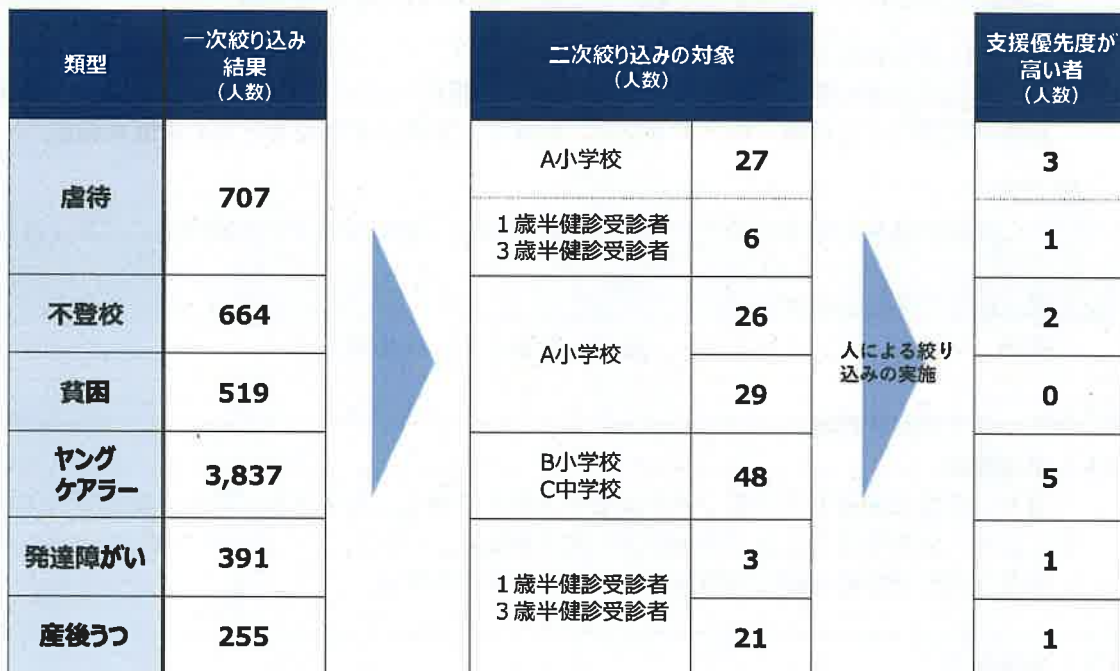 類型
一次絞り込み
結果
（人数）
二次絞り込みの対象
（人数）
支援優先度が
高い者
（人数）
虐待
707
A小学校
27
3
1歳半健診受診者
3歳半健診受診者
6
1
不登校
664
A小学校
26
2
人による絞り
込みの実施
貧困
519
29
0
ヤング
ケアラー
3,837
B小学校
C中学校
48
5
発達障がい
391
1歳半健診受診者
3歳半健診受診者
3
1
産後うつ
255
21
1